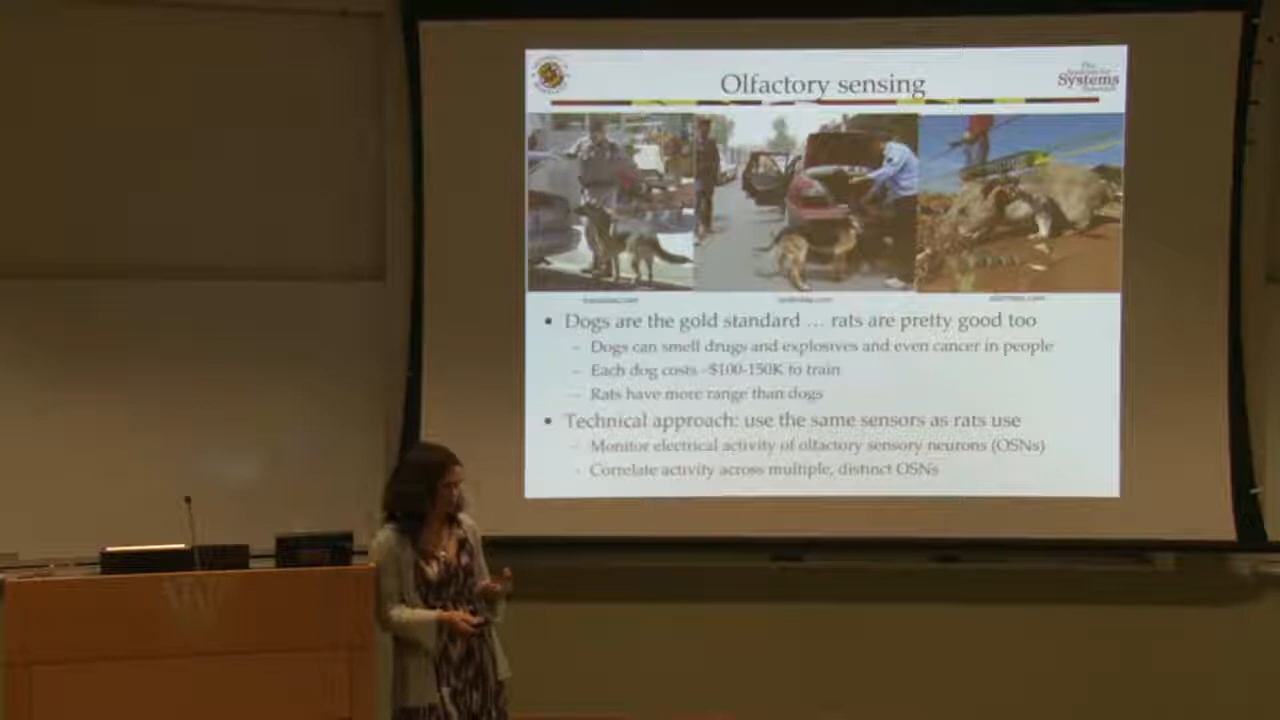 Olfactory sensing
The
Systems
• Dogs are the gold standard … rats are pretty good too
– Dogs can smell drugs and explosives and even cancer in people
– Each dog costs ~$100-150K to train
– Rats have more range than dogs
• Technical approach: use the same sensors as rats use
– Monitor electrical activity of olfactory sensory neurons (OSNs)
– Correlate activity across multiple, distinct OSNs
W